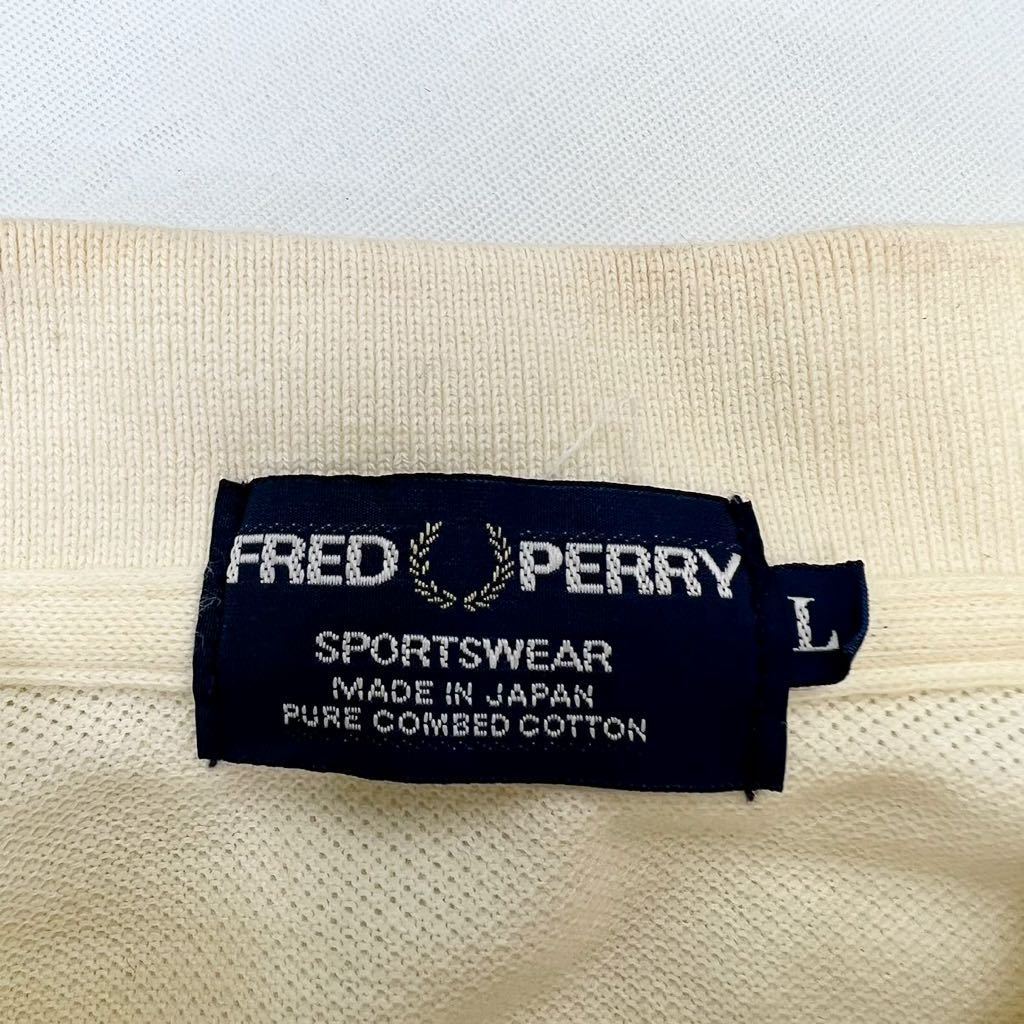 FRED PERRY
SPORTSWEAR
MADE IN JAPAN
PURE COMBED COTTON
L